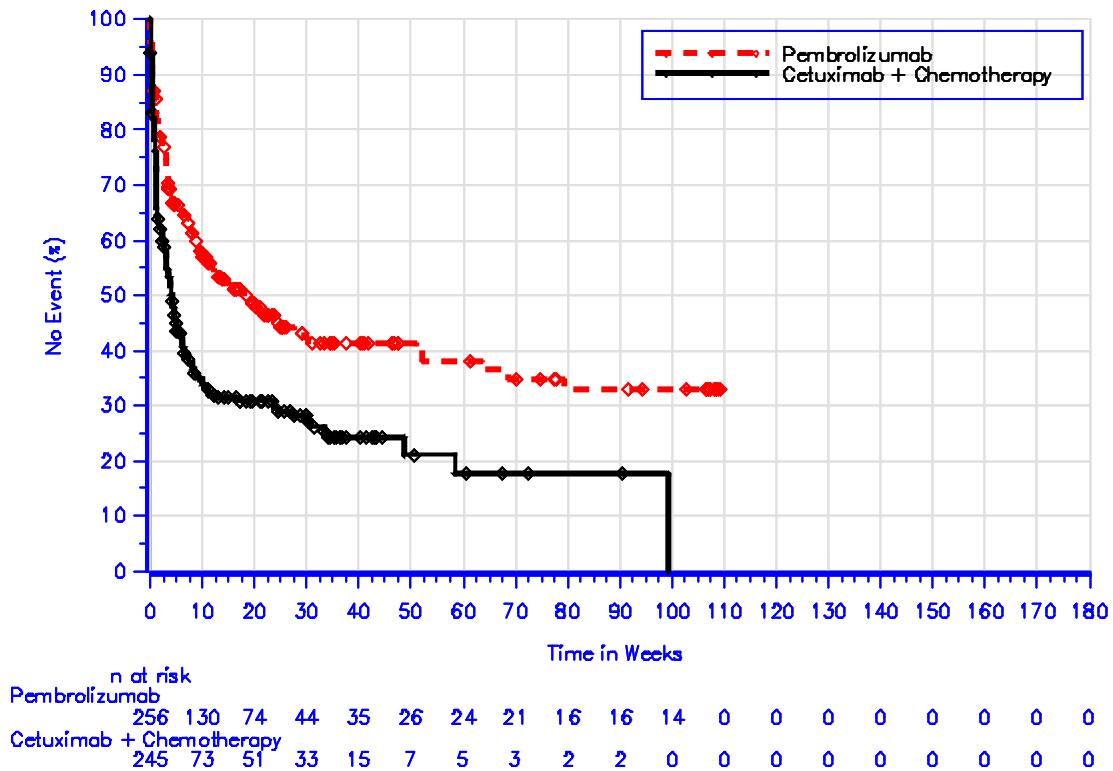 100
90
80
70
60
50
40
30
20
10
0
No Event (%)
Pembrolizumab
Cetuximab + Chemotherapy
0 10 20 30 40 50 60 70 80 90 100 110 120 130 140 150 160 170 180
Time in Weeks
n at risk
Pembrolizumab
256 130 74 44 35 26 24 21 16 16 14 0 0 0 0 0 0 0 0
Cetuximab + Chemotherapy
245 73 51 33 15 7 5 3 2 2 0 0 0 0 0 0 0 0 0